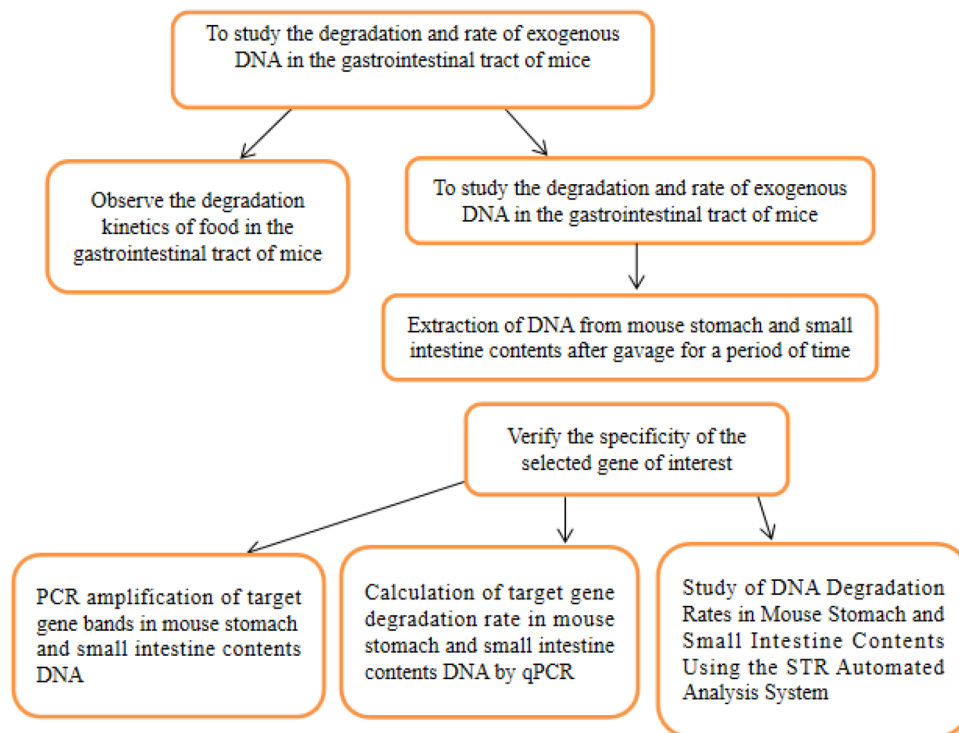 To study the degradation and rate of exogenous
DNA in the gastrointestinal tract of mice
Observe the degradation
kinetics of food in the
gastrointestinal tract of mice
To study the degradation and rate of exogenous
DNA in the gastrointestinal tract of mice
Extraction of DNA from mouse stomach and small
intestine contents after gavage for a period of time
Verify the specificity of the
selected gene of interest
PCR amplification of target
gene bands in mouse stomach
and small intestine contents
DNA
Calculation of target gene
degradation rate in mouse
stomach and small intestine
contents DNA by qPCR
Study of DNA Degradation
Rates in Mouse Stomach and
Small Intestine Contents
Using the STR Automated
Analysis System